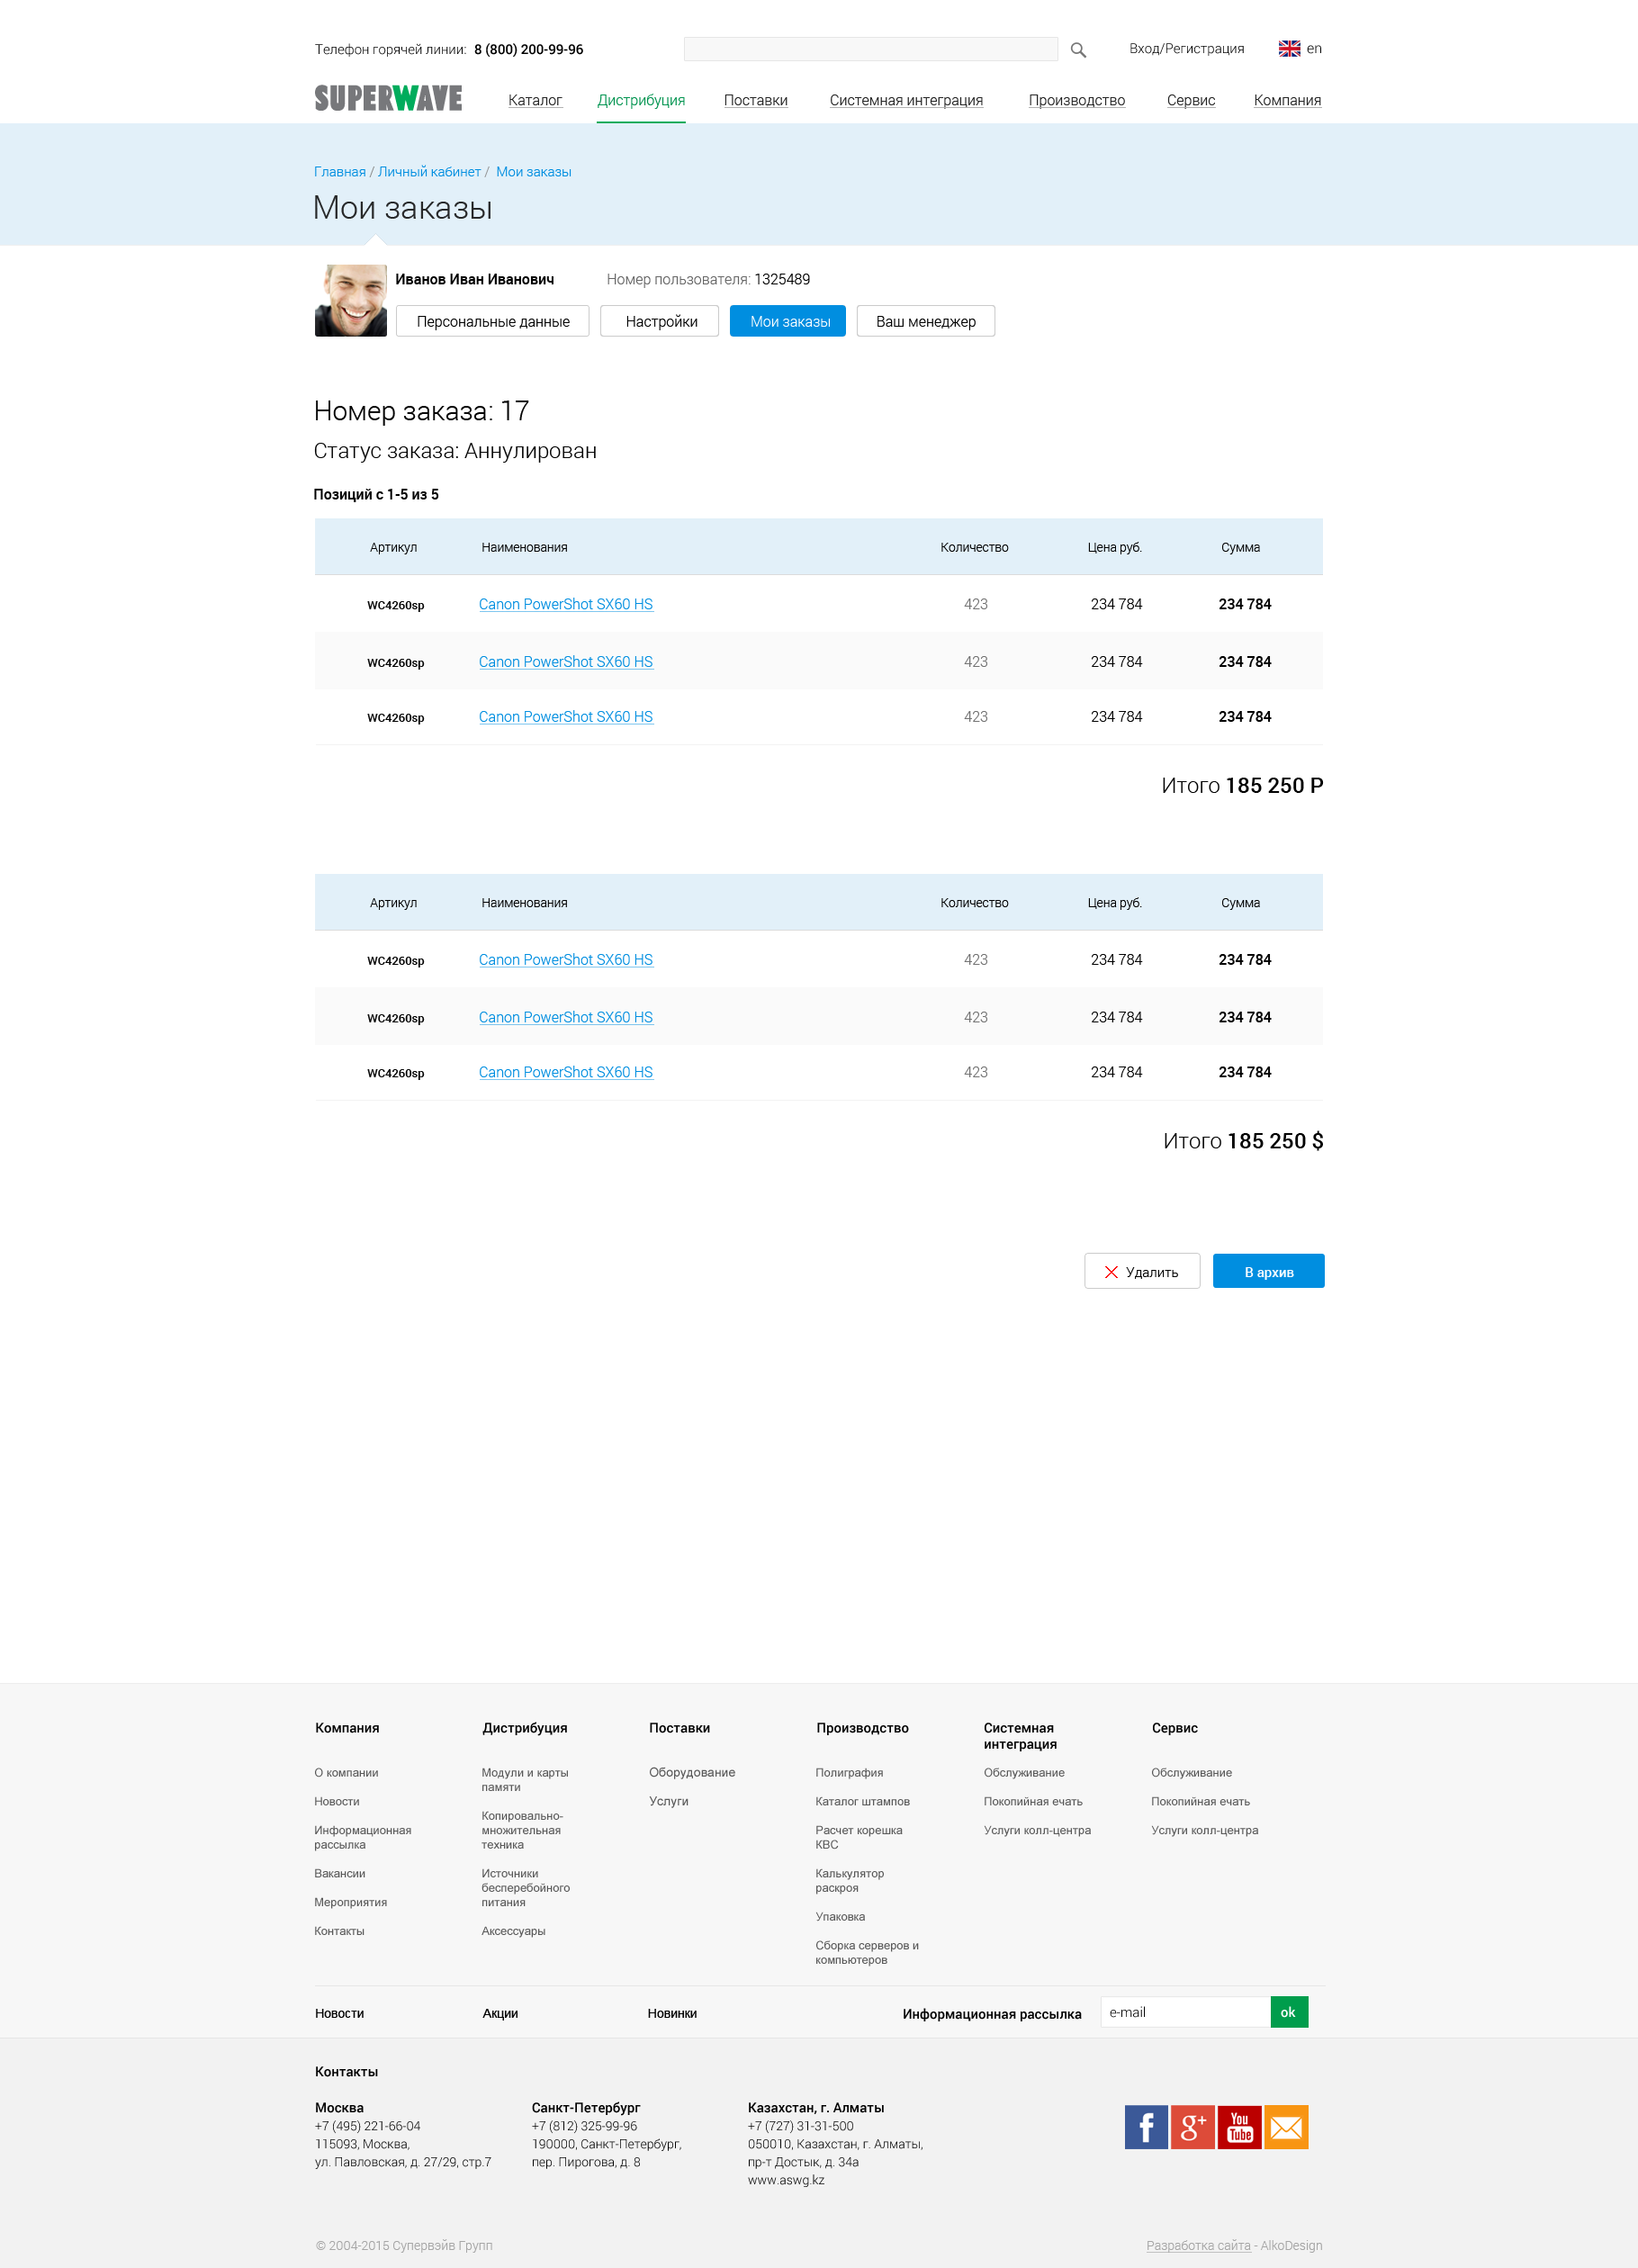 Телефон горячей линии: 8 (800) 200-99-96
Вход/Регистрация
en
SUPERWAVE
Каталог Дистрибуция Поставки Системная интеграция Производство Сервис Компания
Главная / Личный кабинет / Мои заказы
Мои заказы
Иванов Иван Иванович
Номер пользователя: 1325489
Персональные данные Настройки Мои заказы Ваш менеджер
Номер заказа: 17
Статус заказа: Аннулирован
Позиций с 1-5 из 5
Артикул Наименования Количество Цена руб. Сумма
WC4260sp Canon PowerShot SX60 HS 423 234 784 234 784
WC4260sp Canon PowerShot SX60 HS 423 234 784 234 784
WC4260sp Canon PowerShot SX60 HS 423 234 784 234 784
Итого 185 250 Р
Артикул Наименования Количество Цена руб. Сумма
WC4260sp Canon PowerShot SX60 HS 423 234 784 234 784
WC4260sp Canon PowerShot SX60 HS 423 234 784 234 784
WC4260sp Canon PowerShot SX60 HS 423 234 784 234 784
Итого 185 250 $
Удалить
В архив
Компания
О компании
Новости
Информационная
рассылка
Вакансии
Мероприятия
Контакты
Дистрибуция
Модули и карты
памяти
Копировально-
множительная
техника
Источники
бесперебойного
питания
Аксессуары
Поставки
Оборудование
Услуги
Производство
Полиграфия
Каталог штампов
Расчет корешка
КВС
Калькулятор
раскроя
Упаковка
Сборка серверов и
компьютеров
Системная
интеграция
Обслуживание
Покопийная ечать
Услуги колл-центра
Сервис
Обслуживание
Покопийная ечать
Услуги колл-центра
Новости Акции Новинки
Информационная рассылка
e-mail
ok
Контакты
Москва
+7 (495) 221-66-04
115093, Москва,
ул. Павловская, д. 27/29, стр.7
Санкт-Петербург
+7 (812) 325-99-96
190000, Санкт-Петербург,
пер. Пирогова, д. 8
Казахстан, г. Алматы
+7 (727) 31-31-500
050010, Казахстан, г. Алматы,
пр-т Достык, д. 34а
www.aswg.kz
f
g+
You
Tube
© 2004-2015 Супервэйв Групп
Разработка сайта - AlkoDesign